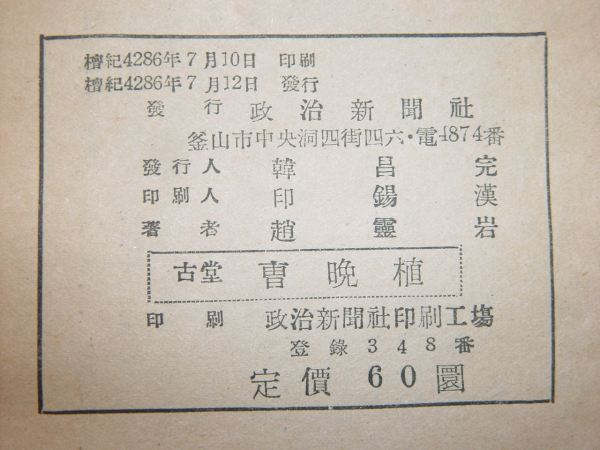 檀紀4286年7月10日 印刷
檀紀4286年7月12日 發行
發行 政治新聞社
釜山市中央洞四街四六·電4874番
發行人 韓昌完
印刷人 印錫漢
著者 趙靈岩
古堂 曺晩植
印刷 政治新聞社印刷工場
登錄348番
定價 60圜